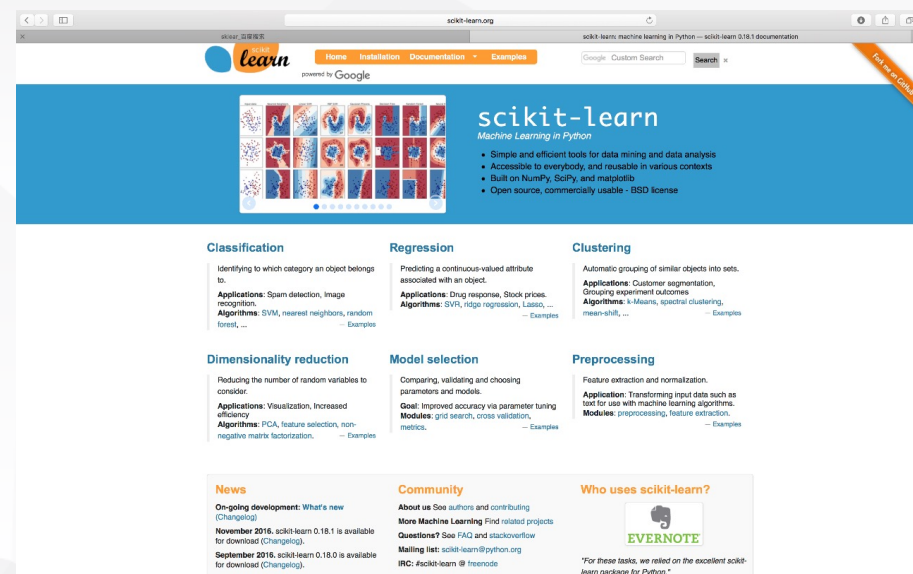 scikit-learn.org
sklear_百度搜索
scikit-learn: machine learning in Python — scikit-learn 0.18.1 documentation
scikit
learn
Home Installation Documentation Examples
Google Custom Search
Search ×
powered by Google
Fork me on GitHub
scikit-learn
Machine Learning in Python
• Simple and efficient tools for data mining and data analysis
• Accessible to everybody, and reusable in various contexts
• Built on NumPy, SciPy, and matplotlib
• Open source, commercially usable - BSD license
Classification
Identifying to which category an object belongs
to.
Applications: Spam detection, Image
recognition.
Algorithms: SVM, nearest neighbors, random
forest, ... — Examples
Regression
Predicting a continuous-valued attribute
associated with an object.
Applications: Drug response, Stock prices.
Algorithms: SVR, ridge regression, Lasso, ...
— Examples
Clustering
Automatic grouping of similar objects into sets.
Applications: Customer segmentation,
Grouping experiment outcomes
Algorithms: k-Means, spectral clustering,
mean-shift, ... — Examples
Dimensionality reduction
Reducing the number of random variables to
consider.
Applications: Visualization, Increased
efficiency
Algorithms: PCA, feature selection, non-
negative matrix factorization. — Examples
Model selection
Comparing, validating and choosing
parameters and models.
Goal: Improved accuracy via parameter tuning
Modules: grid search, cross validation,
metrics. — Examples
Preprocessing
Feature extraction and normalization.
Application: Transforming input data such as
text for use with machine learning algorithms.
Modules: preprocessing, feature extraction.
— Examples
News
On-going development: What's new
(Changelog)
November 2016. scikit-learn 0.18.1 is available
for download (Changelog).
September 2016. scikit-learn 0.18.0 is available
for download (Changelog).
Community
About us See authors and contributing
More Machine Learning Find related projects
Questions? See FAQ and stackoverflow
Mailing list: scikit-learn@python.org
IRC: #scikit-learn @ freenode
Who uses scikit-learn?
EVERNOTE
"For these tasks, we relied on the excellent scikit-
learn package for Python."